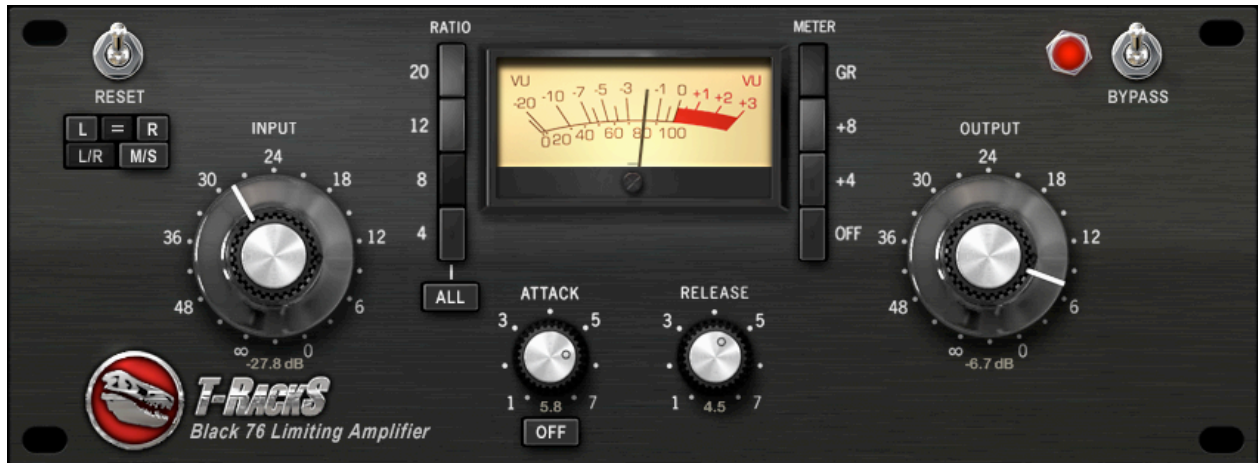 RATIO
METER
RESET
BYPASS
L = R
L/R M/S
20
12
8
4
ALL
VU VU
-20 -10 -7 -5 -3 -1 0 +1 +2 +3
0 20 40 60 80 100
GR
+8
+4
OFF
INPUT
24
30 18
36 12
48 6
∞ 0
-27.8 dB
ATTACK
3 5
1 7
5.8
OFF
RELEASE
3 5
1 7
4.5
OUTPUT
24
30 18
36 12
48 6
∞ 0
-6.7 dB
T-RackS
Black 76 Limiting Amplifier